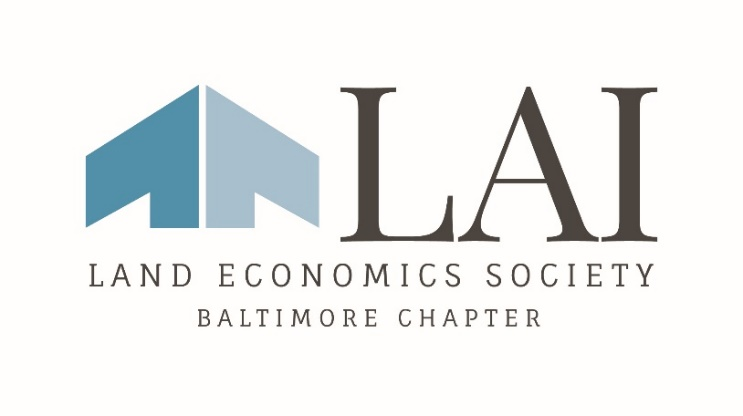 LAI
LAND ECONOMICS SOCIETY
BALTIMORE CHAPTER